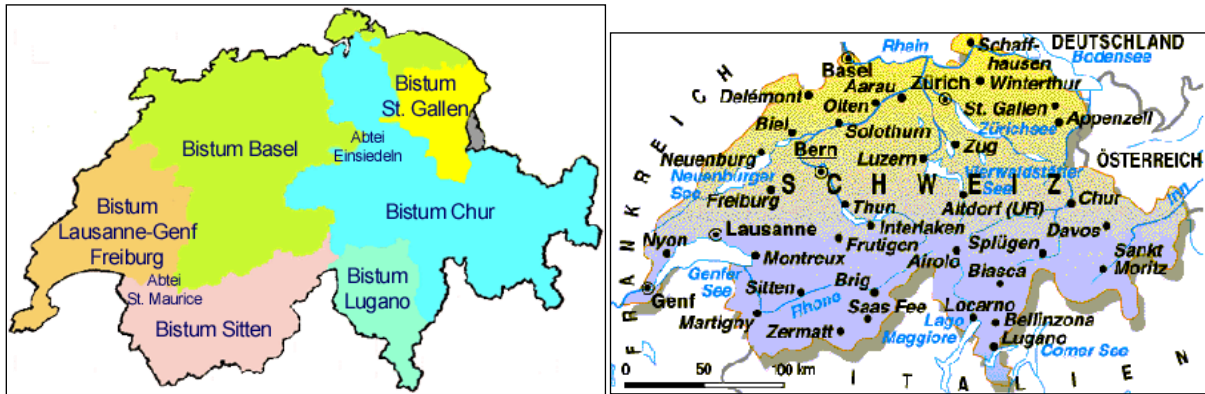 Bistum
St. Gallen
Abtei
Einsiedeln
Bistum Basel
Bistum Chur
Bistum
Lausanne-Genf
Freiburg
Abtei
St. Maurice
Bistum
Lugano
Bistum Sitten
Rhein
Schaff-
hausen
DEUTSCHLAND
Bodensee
Basel
Aarau
Zürich
Winterthur
Delémont
Olten
St. Gallen
Appenzell
Biel
Solothurn
Zürichsee
Zug
ÖSTERREICH
Neuenburg
Bern
Luzern
Neuenburger
See
Vierwaldstätter
See
SCHWEIZ
Freiburg
Thun
Altdorf (UR)
Chur
Inn
Interlaken
Davos
Lausanne
Frutigen
Splügen
Nyon
Montreux
Airolo
Sankt
Moritz
Genfer
See
Biasca
Sitten
Brig
Genf
Rhone
Saas Fee
Locarno
Martigny
Bellinzona
Zermatt
Lago
Maggiore
Lugano
Comer See
FRANKREICH
ITALIEN
0 50 100 km